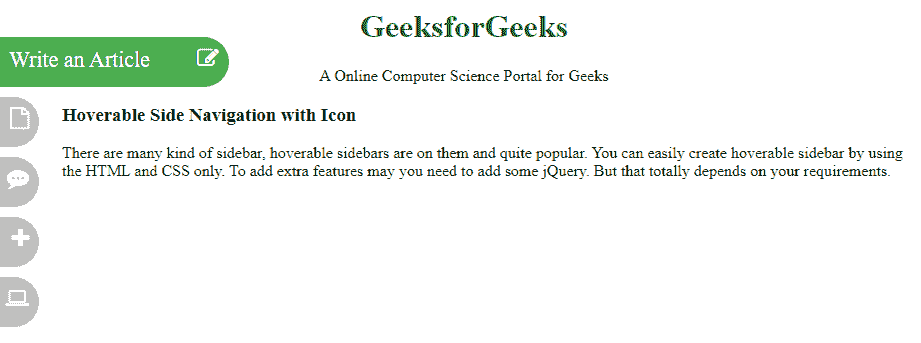 GeeksforGeeks
Write an Article
A Online Computer Science Portal for Geeks
Hoverable Side Navigation with Icon
There are many kind of sidebar, hoverable sidebars are on them and quite popular. You can easily create hoverable sidebar by using
the HTML and CSS only. To add extra features may you need to add some jQuery. But that totally depends on your requirements.